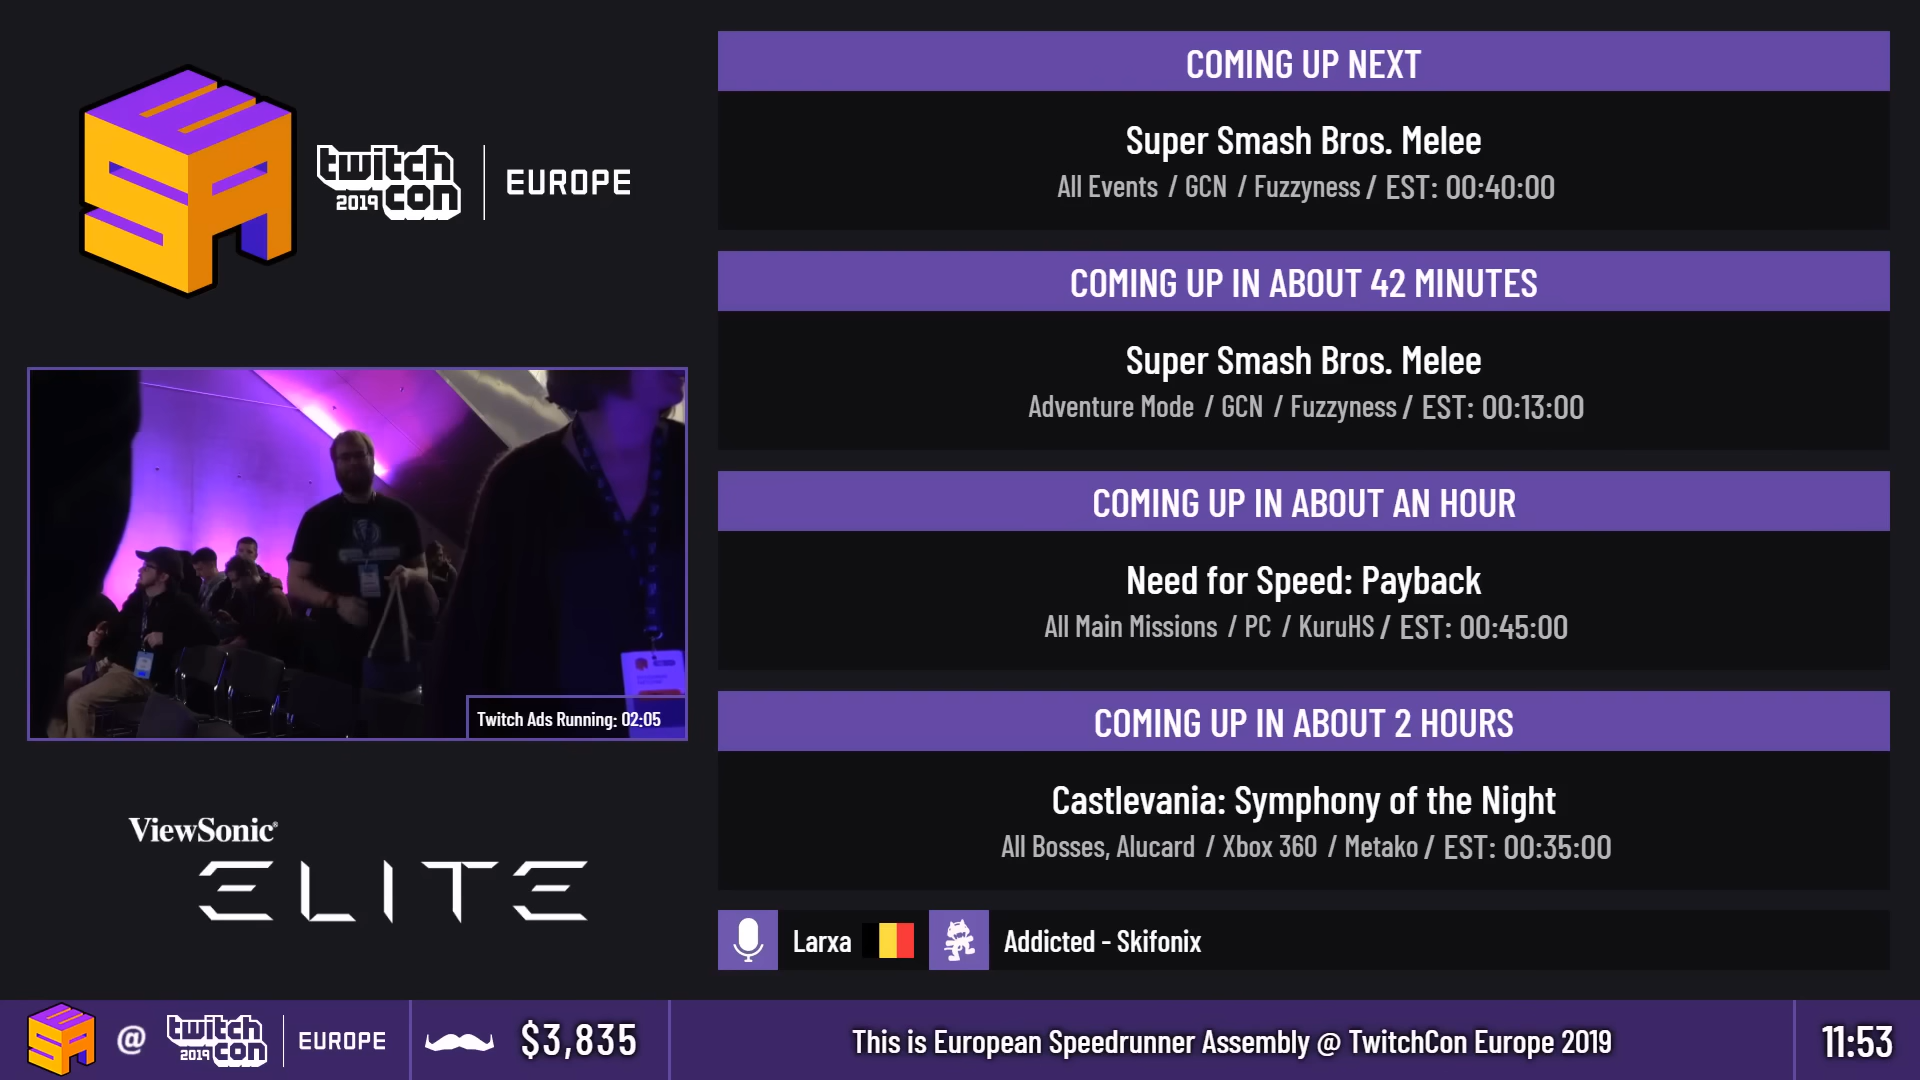 ESA
twitch
2019 con
EUROPE
COMING UP NEXT
Super Smash Bros. Melee
All Events / GCN / Fuzzyness / EST: 00:40:00
COMING UP IN ABOUT 42 MINUTES
Super Smash Bros. Melee
Adventure Mode / GCN / Fuzzyness / EST: 00:13:00
COMING UP IN ABOUT AN HOUR
Need for Speed: Payback
All Main Missions / PC / KuruHS / EST: 00:45:00
COMING UP IN ABOUT 2 HOURS
Castlevania: Symphony of the Night
All Bosses, Alucard / Xbox 360 / Metako / EST: 00:35:00
Twitch Ads Running: 02:05
ViewSonic®
ELITE
Larxa
Addicted - Skifonix
ESA @ twitch
2019 con
EUROPE
$3,835
This is European Speedrunner Assembly @ TwitchCon Europe 2019
11:53